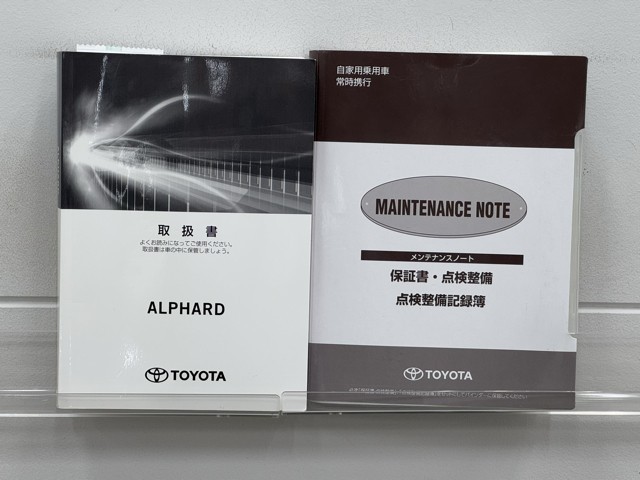 取扱書
よくお読みになってご使用ください。
取扱書は車の中に保管しましょう。
ALPHARD
TOYOTA
自家用乗用車
常時携行
MAINTENANCE NOTE
メンテナンスノート
保証書・点検整備
点検整備記録簿
TOYOTA